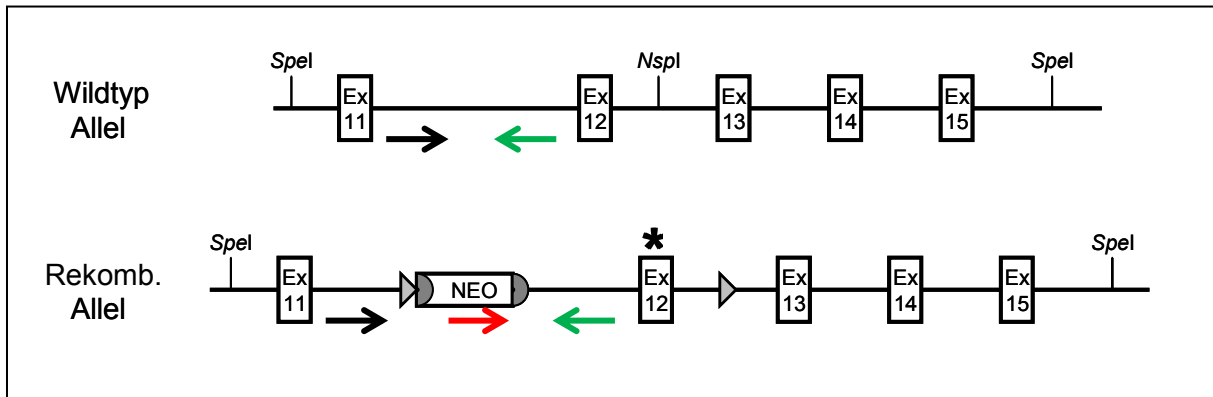 SpeI
NspI
SpeI
Wildtyp
Allel
Ex
11
Ex
12
Ex
13
Ex
14
Ex
15
*
SpeI
SpeI
Rekomb.
Allel
Ex
11
NEO
Ex
12
Ex
13
Ex
14
Ex
15